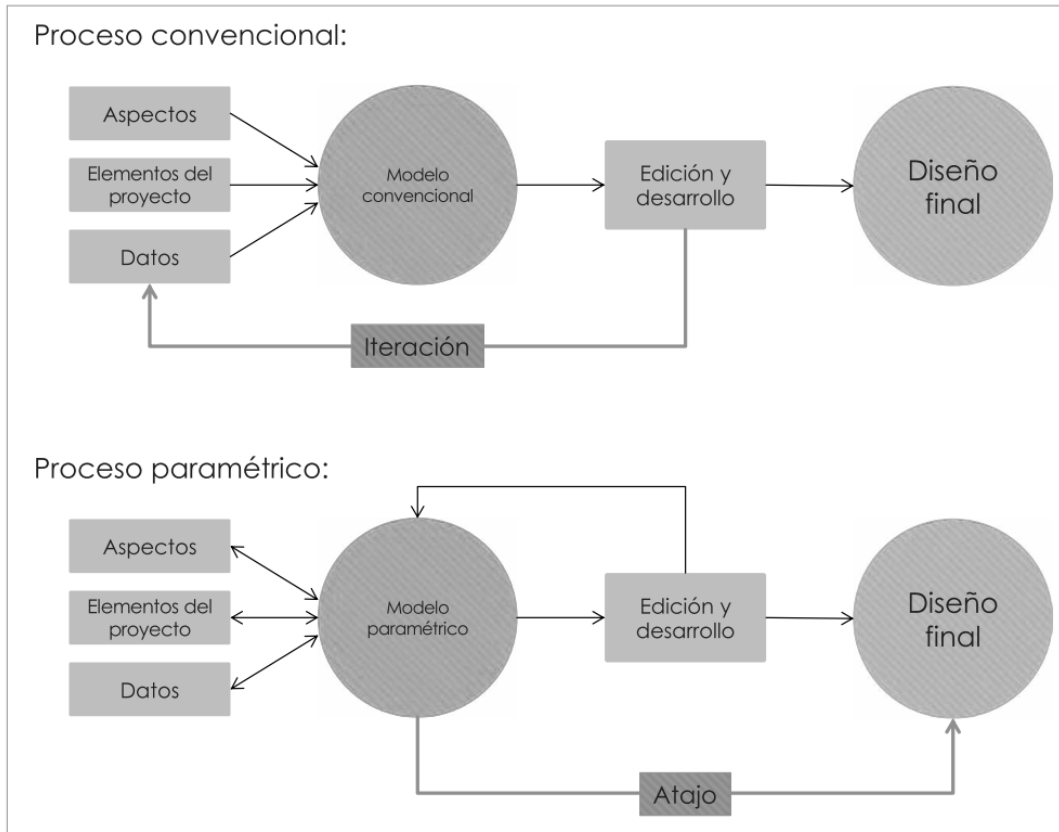 Proceso convencional:
Aspectos
Elementos del
proyecto
Datos
Modelo
convencional
Edición y
desarrollo
Diseño
final
Iteración
Proceso paramétrico:
Aspectos
Elementos del
proyecto
Datos
Modelo
paramétrico
Edición y
desarrollo
Diseño
final
Atajo